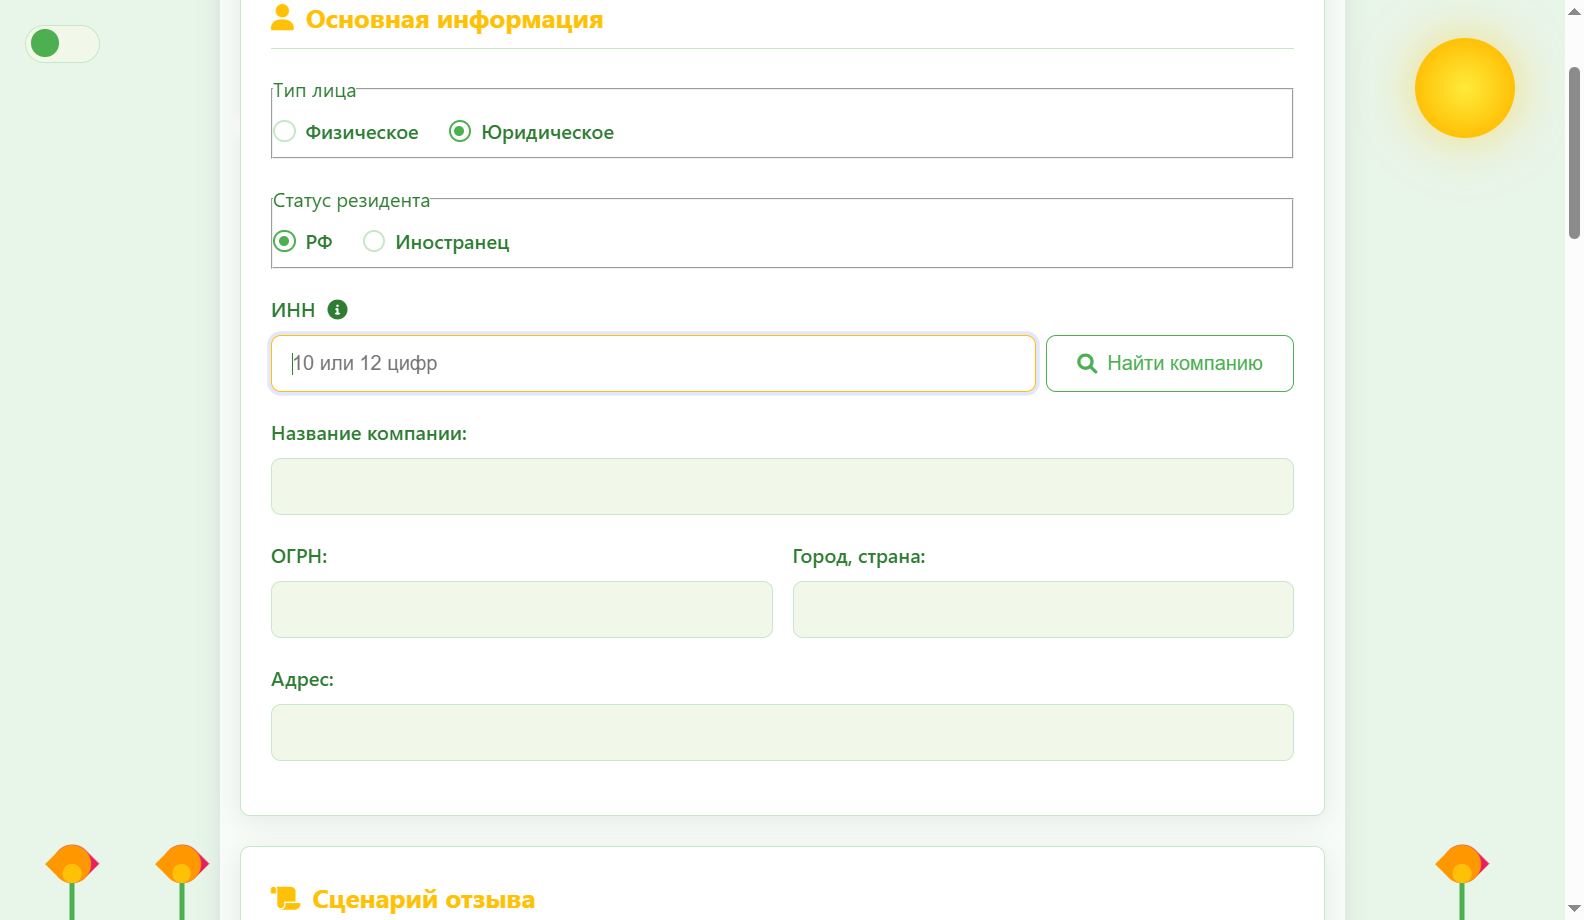 Основная информация
Тип лица
Физическое Юридическое
Статус резидента
РФ Иностранец
ИНН
10 или 12 цифр
Найти компанию
Название компании:
ОГРН: Город, страна:
Адрес:
Сценарий отзыва